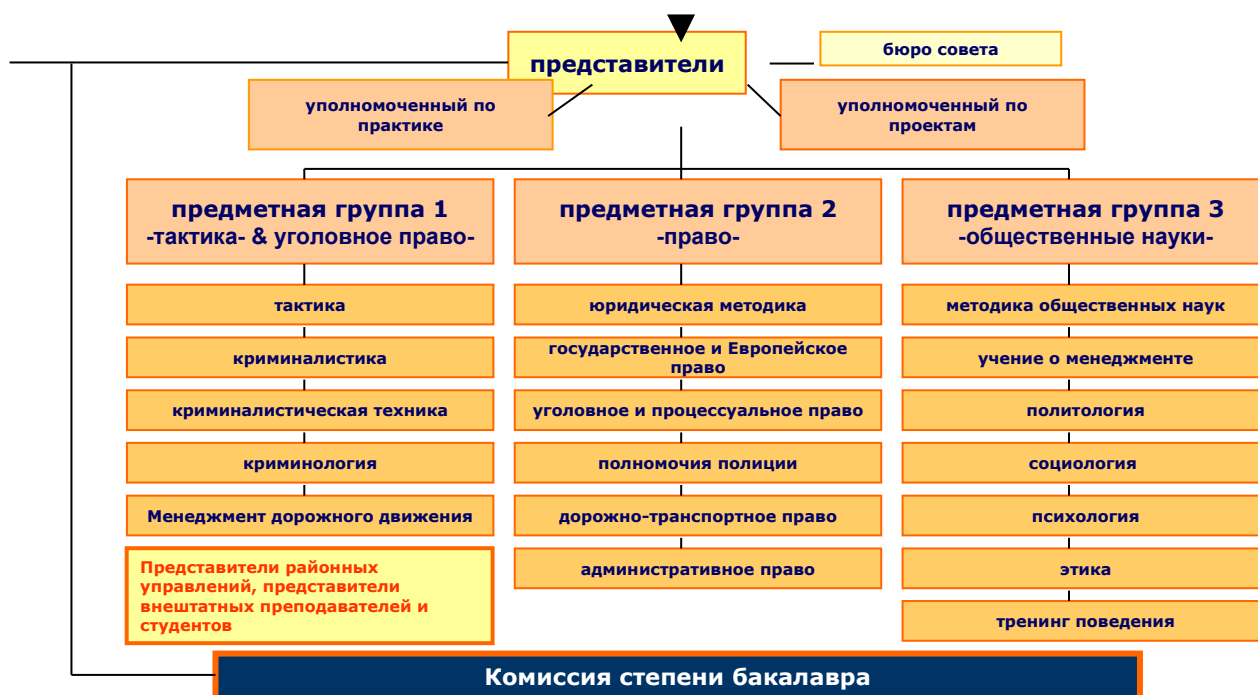 бюро совета
представители
уполномоченный по
практике
уполномоченный по
проектам
предметная группа 1
-тактика- & уголовное право-
предметная группа 2
-право-
предметная группа 3
-общественные науки-
тактика
юридическая методика
методика общественных наук
криминалистика
государственное и Европейское
право
учение о менеджменте
криминалистическая техника
уголовное и процессуальное право
политология
криминология
полномочия полиции
социология
Менеджмент дорожного движения
дорожно-транспортное право
психология
Представители районных
управлений, представители
внештатных преподавателей и
студентов
административное право
этика
тренинг поведения
Комиссия степени бакалавра